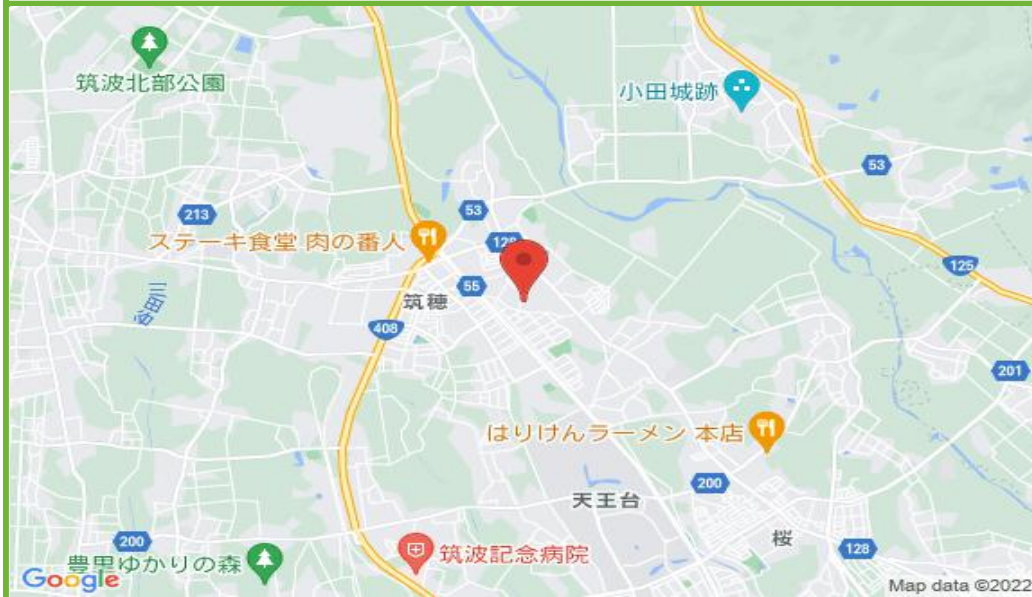 筑波北部公園
小田城跡
53
213
53
ステーキ食堂 肉の番人
128
125
55
筑穂
408
201
はりけんラーメン 本店
200
天王台
200
桜
128
筑波記念病院
豊里ゆかりの森
Google
Map data ©2022